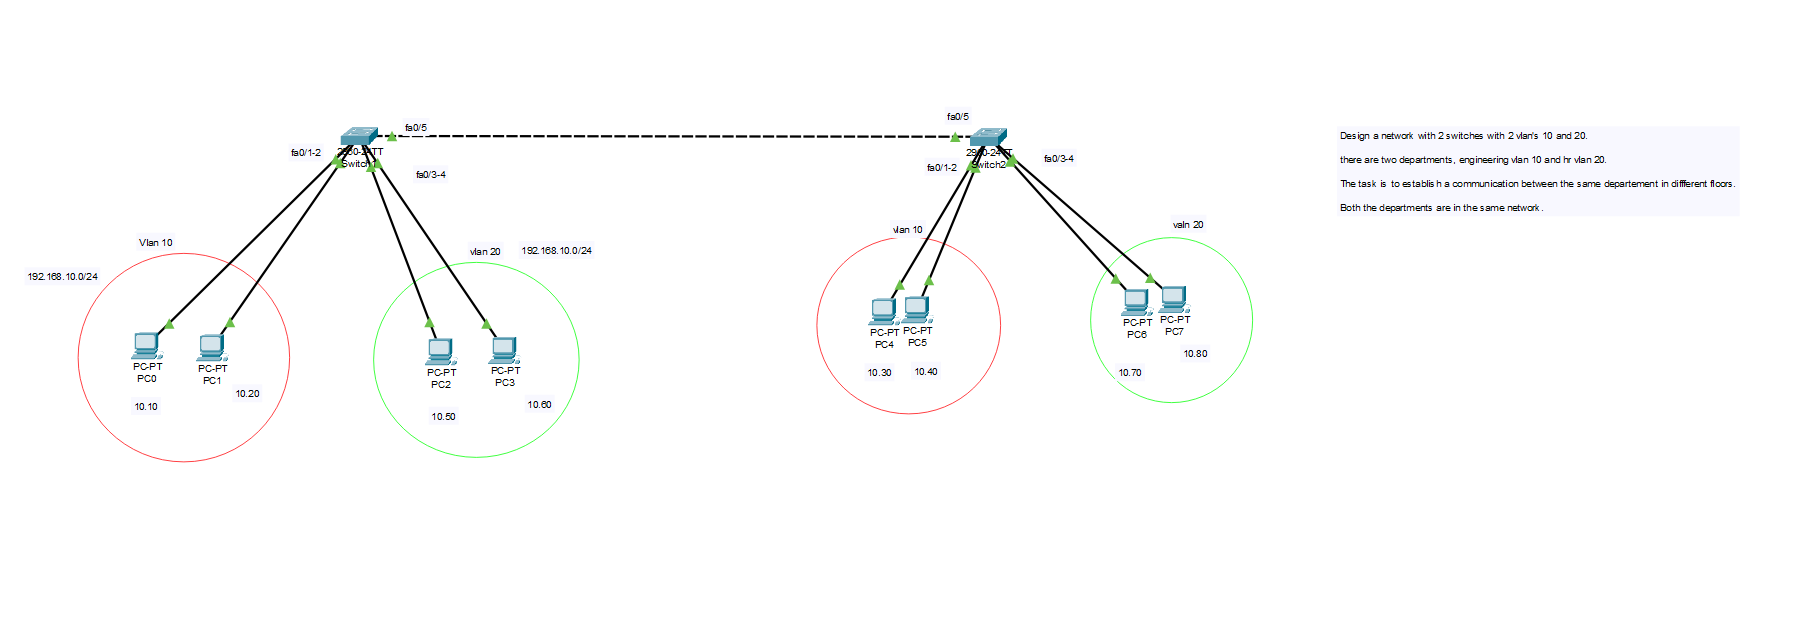 fa0/5
2960-24TT
Switch1
fa0/1-2
fa0/3-4
Vlan 10
192.168.10.0/24
PC-PT
PC0
10.10
PC-PT
PC1
10.20
vlan 20
192.168.10.0/24
PC-PT
PC2
10.50
PC-PT
PC3
10.60
fa0/5
2960-24TT
Switch2
fa0/1-2
fa0/3-4
vlan 10
PC-PT
PC4
10.30
PC-PT
PC5
10.40
valn 20
PC-PT
PC6
10.70
PC-PT
PC7
10.80
Design a network with 2 switches with 2 vlan's 10 and 20.
there are two departments, engineering vlan 10 and hr vlan 20.
The task is to establish a communication between the same departement in diffferent floors.
Both the departments are in the same network.